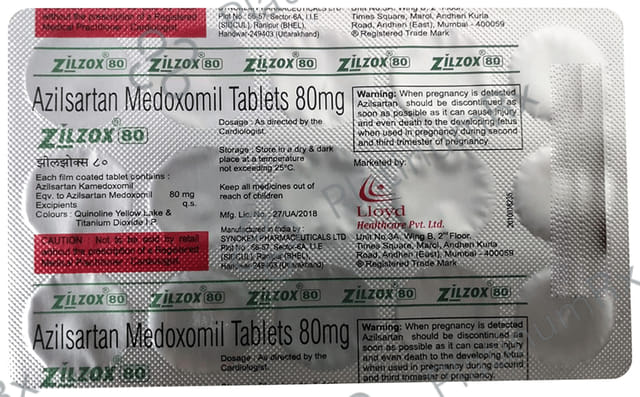 without the prescription of a Registered
Medical Practitioner / Cardiologist.
SYNOKEM PHARMACEUTICALS LTD
Plot No : 56-57, Sector-6A, I.I.E
(SIDCUL), Ranipur (BHEL),
Haridwar-249403 (Uttarakhand)
Unit No.3A, Wing B, 2nd Floor,
Times Square, Marol, Andheri Kurla
Road, Andheri (East), Mumbai - 400059
® Registered Trade Mark
ZILZOX® 80 ZILZOX® 80 ZILZOX® 80 ZILZOX® 80 ZILZOX® 80
Azilsartan Medoxomil Tablets 80mg
ZILZOX® 80
झीलझोक्स ८०
Each film coated tablet contains :
Azilsartan Kamedoxomil
Eqv. to Azilsartan Medoxomil 80 mg
Excipients q.s.
Colours : Quinoline Yellow Lake &
Titanium Dioxide I.P.
CAUTION : Not to be sold by retail
without the prescription of a Registered
Medical Practitioner / Cardiologist.
Dosage : As directed by the
Cardiologist.
Storage : Store in a dry & dark
place at a temperature
not exceeding 25°C.
Keep all medicines out of
reach of children
Mfg. Lic. No. : 27/UA/2018
Manufactured in India by :
SYNOKEM PHARMACEUTICALS LTD
Plot No : 56-57, Sector-6A, I.I.E
(SIDCUL), Ranipur (BHEL),
Haridwar-249403 (Uttarakhand)
Warning: When pregnancy is detected
Azilsartan should be discontinued as
soon as possible as it can cause injury
and even death to the developing fetus
when used in pregnancy during second
and third trimester of pregnancy.
Marketed by:
Lloyd
Healthcare Pvt. Ltd.
Unit No.3A, Wing B, 2nd Floor,
Times Square, Marol, Andheri Kurla
Road, Andheri (East), Mumbai - 400059
® Registered Trade Mark
ZILZOX® 80 ZILZOX® 80 ZILZOX® 80 ZILZOX® 80 ZILZOX® 80
Azilsartan Medoxomil Tablets 80mg
ZILZOX® 80
Dosage : As directed by the
Cardiologist.
Warning: When pregnancy is detected
Azilsartan should be discontinued as
soon as possible as it can cause injury
and even death to the developing fetus
when used in pregnancy during second
and third trimester of pregnancy.